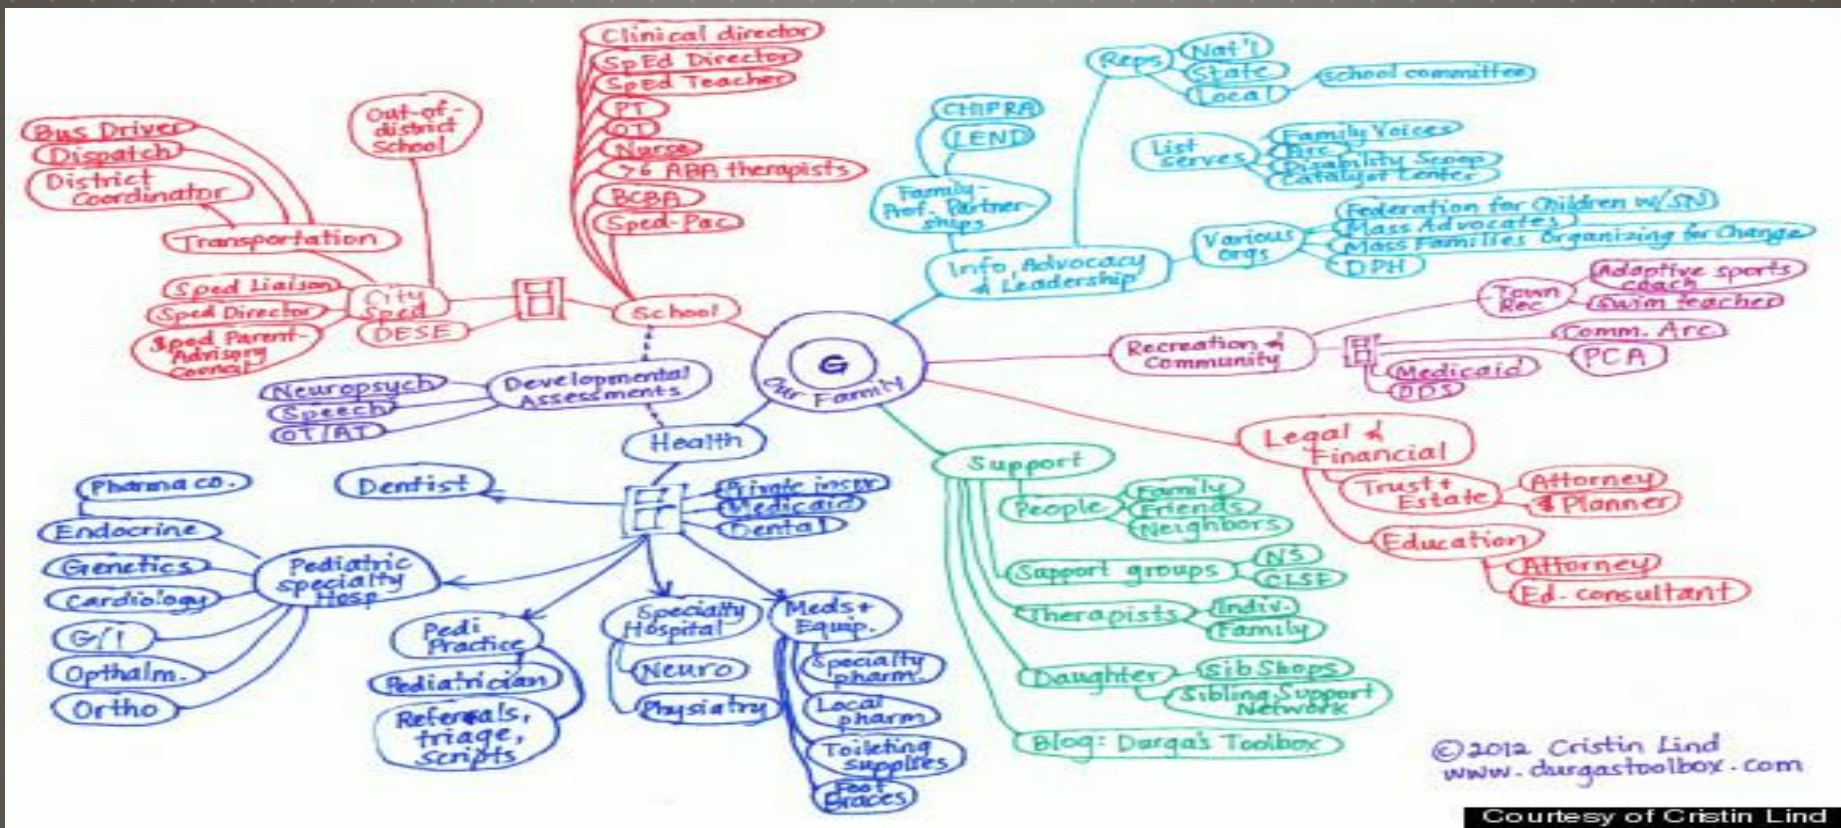 Clinical director
SpEd Director
SpEd Teacher
PT
OT
Nurse
>6 ABA therapists
BCBA
Sped-Pac
Out-of-
district
School
Bus Driver
Dispatch
District
Coordinator
Transportation
Sped Liaison
Sped Director
Sped Parent-
Advisory
Council
City
Sped
DESE
School
Reps
Nat'l
State
Local
school committee
CHIPRA
LEND
Family-
Prof. Partner-
ships
List
serves
Family Voices
Arc
Disability Scoop
Catalyst Center
Info, Advocacy
& Leadership
Various
orgs
Federation for Children w/SN
Mass Advocates
Mass Families Organizing for Change
DPH
Recreation &
Community
Town
Rec
Adaptive sports
coach
Swim teacher
Comm. Arc
PCA
Medicaid
DDS
G
Our Family
Developmental
Assessments
Neuropsych
Speech
OT/AT
Health
Dentist
Private insur
Medicaid
Dental
Pharma co.
Endocrine
Genetics
Cardiology
G/I
Opthalm.
Ortho
Pediatric
Specialty
Hosp
Pedi
Practice
Pediatrician
Referrals,
triage,
scripts
Specialty
Hospital
Neuro
Physiatry
Meds +
Equip.
Specialty
pharm.
Local
pharm
Toileting
supplies
Foot
Braces
Support
People
Family
Friends
Neighbors
Support groups
NS
CLSF
Therapists
Indiv.
Family
Daughter
SibShops
Sibling Support
Network
Blog: Durga's Toolbox
Legal &
Financial
Trust +
Estate
Attorney
$ Planner
Education
Attorney
Ed. consultant
©2012 Cristin Lind
www.durgastoolbox.com
Courtesy of Cristin Lind